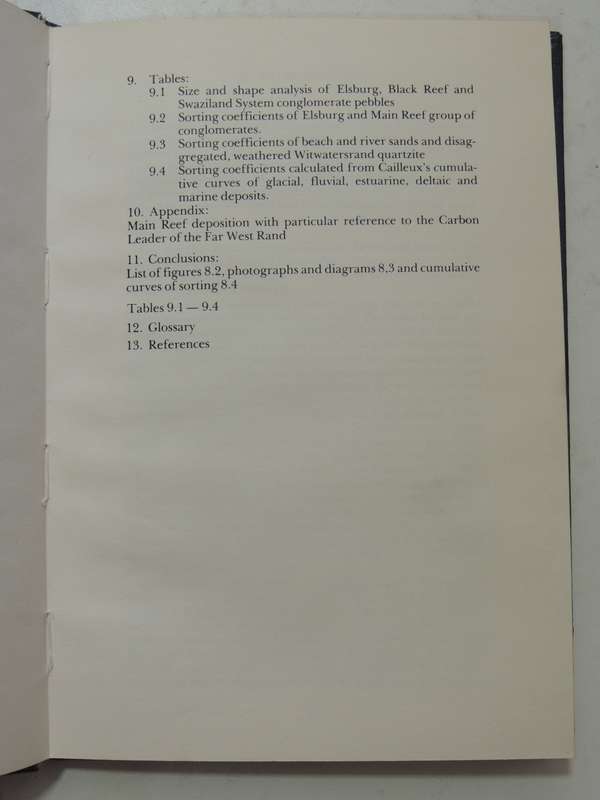 9. Tables:
9.1 Size and shape analysis of Elsburg, Black Reef and
Swaziland System conglomerate pebbles
9.2 Sorting coefficients of Elsburg and Main Reef group of
conglomerates.
9.3 Sorting coefficients of beach and river sands and disag-
gregated, weathered Witwatersrand quartzite
9.4 Sorting coefficients calculated from Cailleux's cumula-
tive curves of glacial, fluvial, estuarine, deltaic and
marine deposits.
10. Appendix:
Main Reef deposition with particular reference to the Carbon
Leader of the Far West Rand
11. Conclusions:
List of figures 8.2, photographs and diagrams 8.3 and cumulative
curves of sorting 8.4
Tables 9.1 — 9.4
12. Glossary
13. References